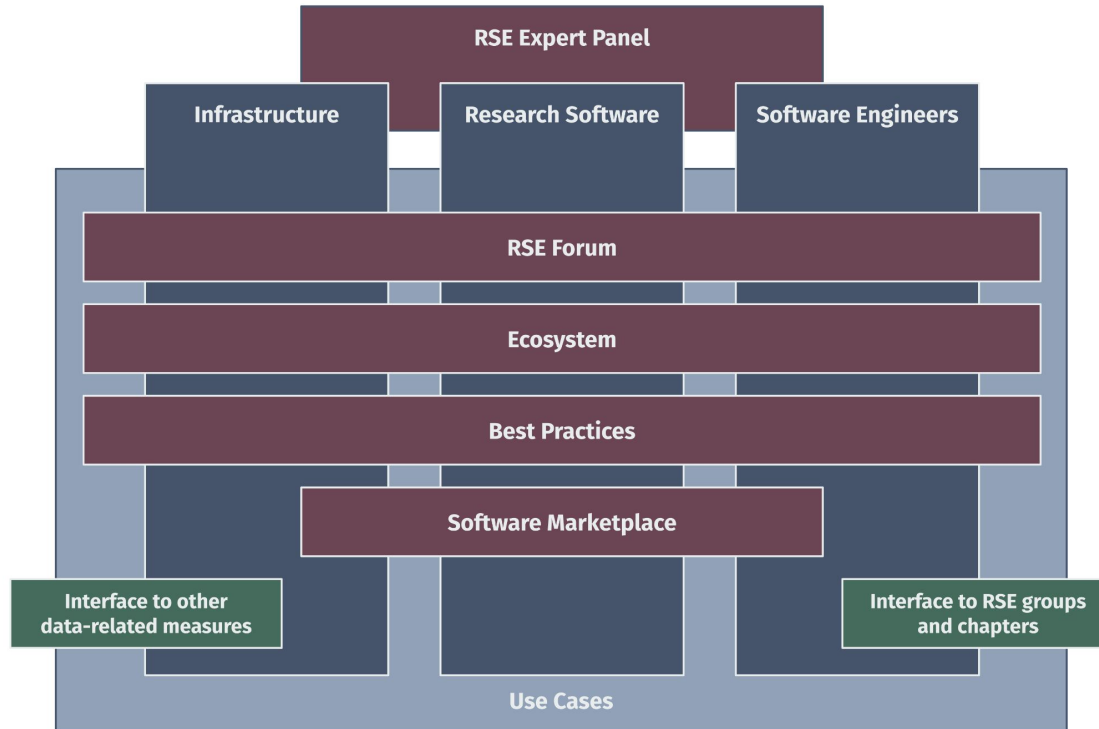 RSE Expert Panel
Infrastructure
Research Software
Software Engineers
RSE Forum
Ecosystem
Best Practices
Software Marketplace
Interface to other
data-related measures
Interface to RSE groups
and chapters
Use Cases